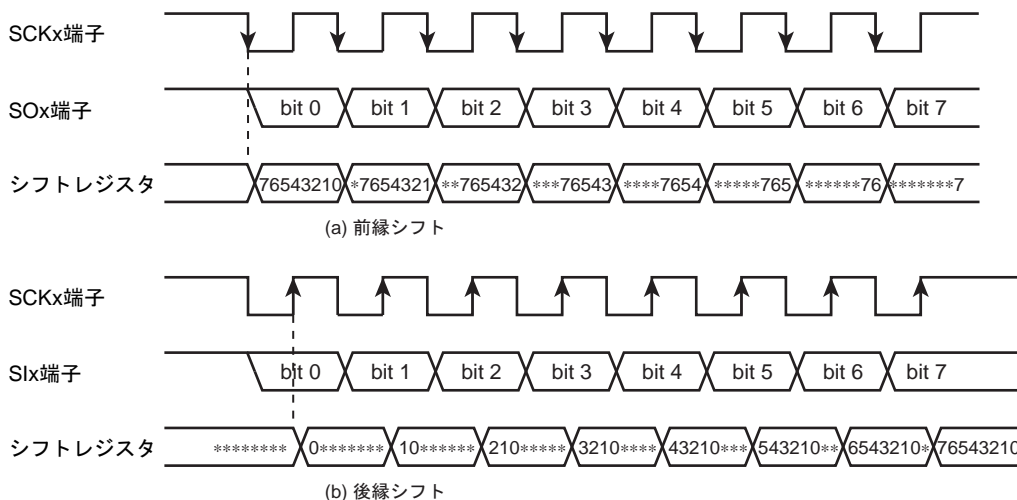 SCKx端子
SOx端子 bit 0 bit 1 bit 2 bit 3 bit 4 bit 5 bit 6 bit 7
シフトレジスタ 76543210 *7654321 **765432 ***76543 ****7654 *****765 ******76 *******7
(a) 前縁シフト
SCKx端子
SIx端子 bit 0 bit 1 bit 2 bit 3 bit 4 bit 5 bit 6 bit 7
シフトレジスタ ******** 0******* 10****** 210***** 3210**** 43210*** 543210** 6543210* 76543210
(b) 後縁シフト